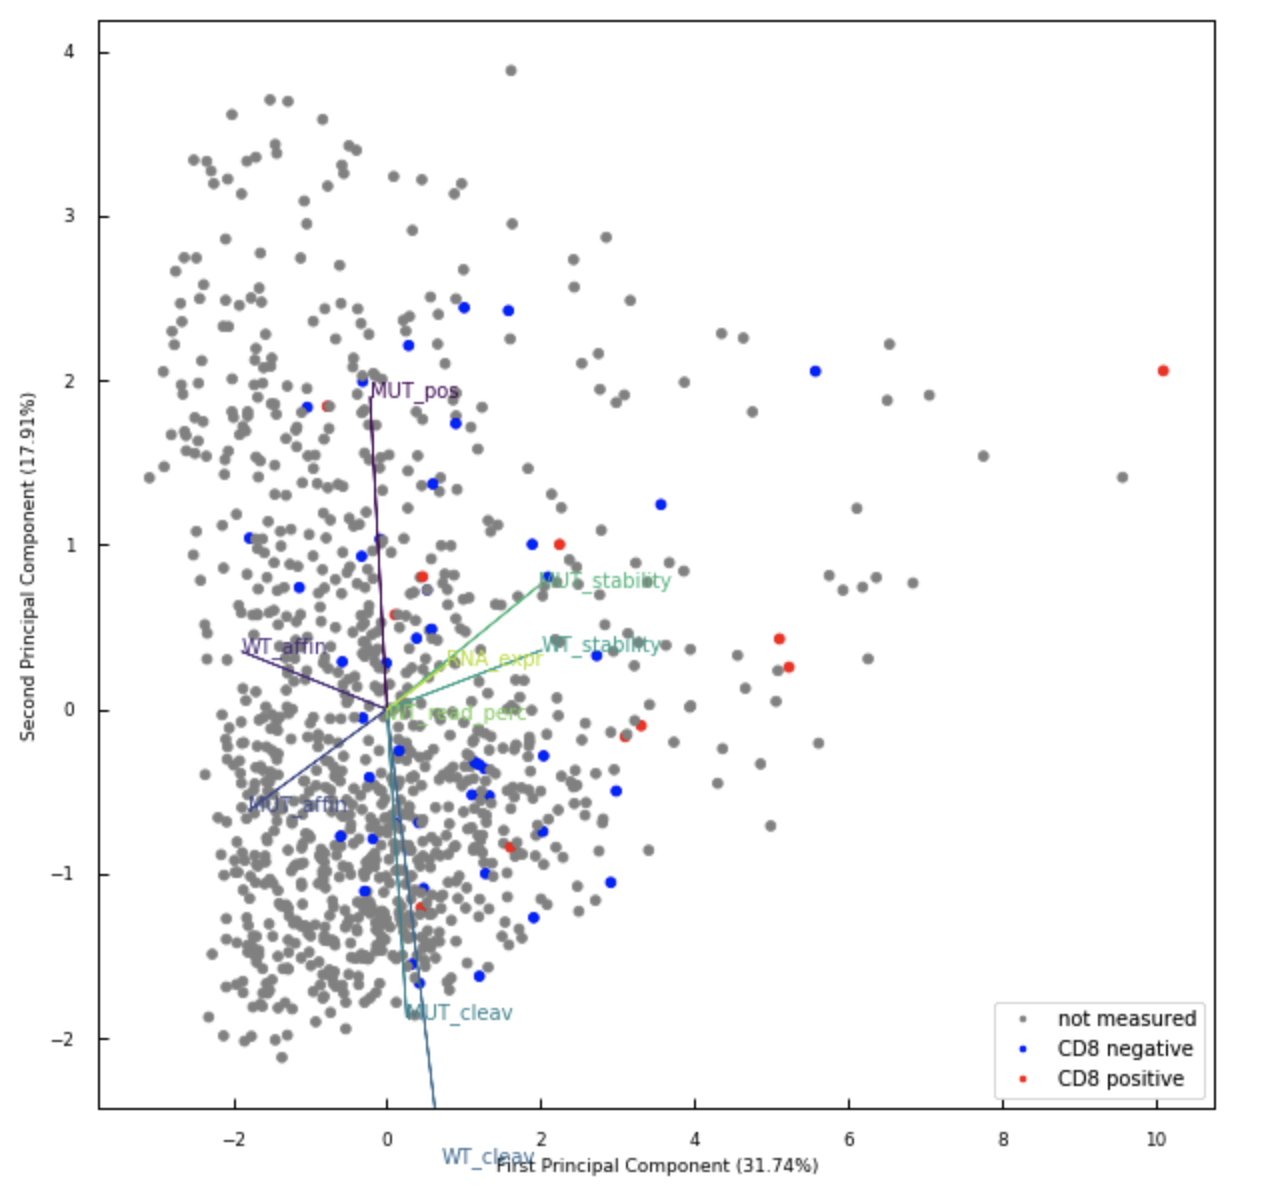 4
3
2
1
0
−1
−2
Second Principal Component (17.91%)
MUT_pos
MUT_stability
WT_affin
WT_stability
RNA_expr
WT_read_perc
MUT_affin
MUT_cleav
not measured
CD8 negative
CD8 positive
−2 0 2 4 6 8 10
WT_cleav
First Principal Component (31.74%)